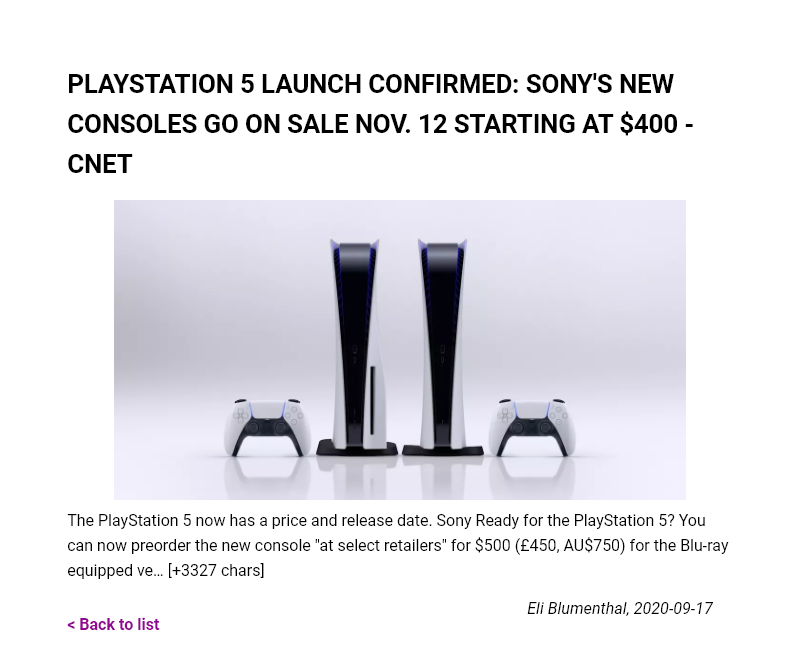 PLAYSTATION 5 LAUNCH CONFIRMED: SONY'S NEW
CONSOLES GO ON SALE NOV. 12 STARTING AT $400 -
CNET
The PlayStation 5 now has a price and release date. Sony Ready for the PlayStation 5? You
can now preorder the new console "at select retailers" for $500 (£450, AU$750) for the Blu-ray
equipped ve… [+3327 chars]
Eli Blumenthal, 2020-09-17
< Back to list